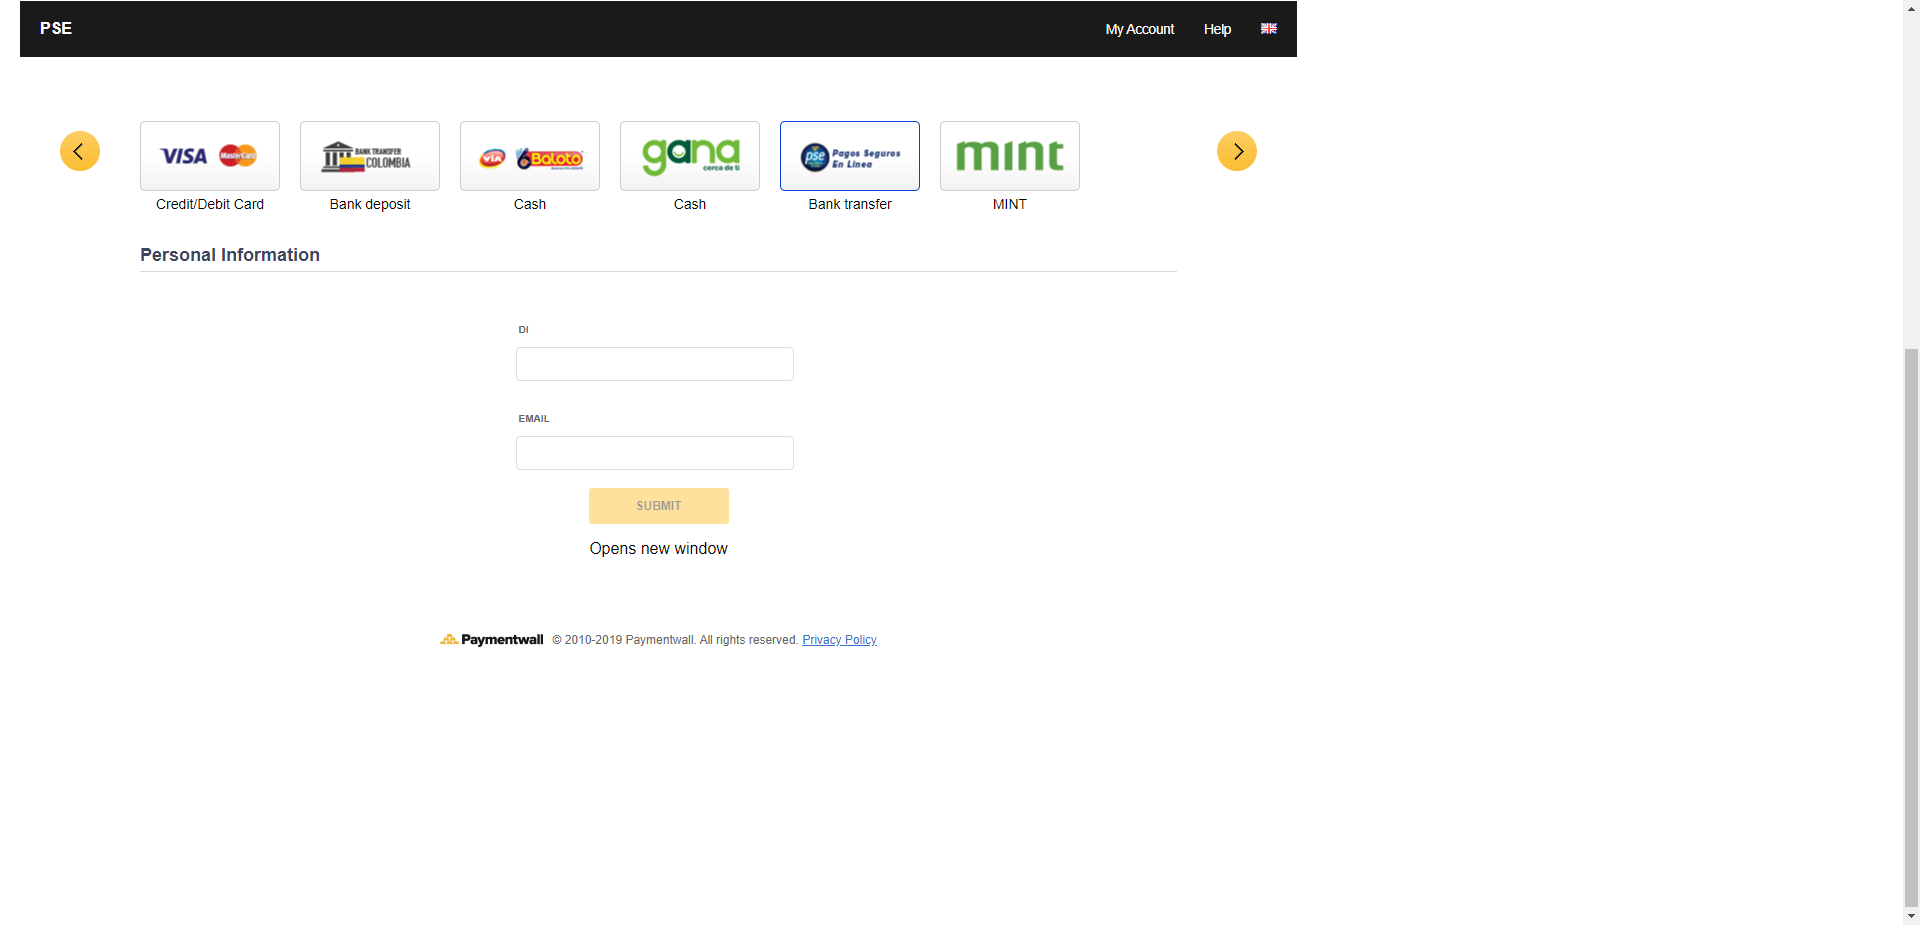 PSE
My Account Help
VISA MasterCard
BANK TRANSFER
COLOMBIA
VIA Baloto
gana
cerca de ti
pse Pagos Seguros
En Linea
mint
Credit/Debit Card
Bank deposit
Cash
Cash
Bank transfer
MINT
Personal Information
DI
EMAIL
SUBMIT
Opens new window
Paymentwall © 2010-2019 Paymentwall. All rights reserved. Privacy Policy